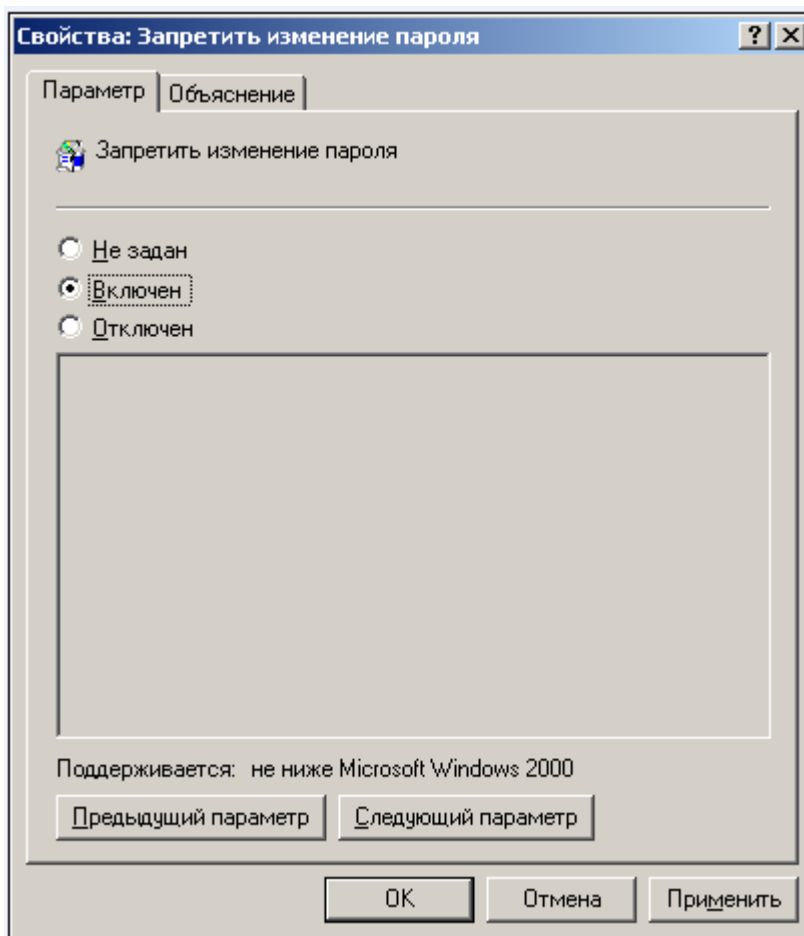 Свойства: Запретить изменение пароля
Параметр Объяснение
Запретить изменение пароля
Не задан
Включен
Отключен
Поддерживается: не ниже Microsoft Windows 2000
Предыдущий параметр Следующий параметр
OK Отмена Применить